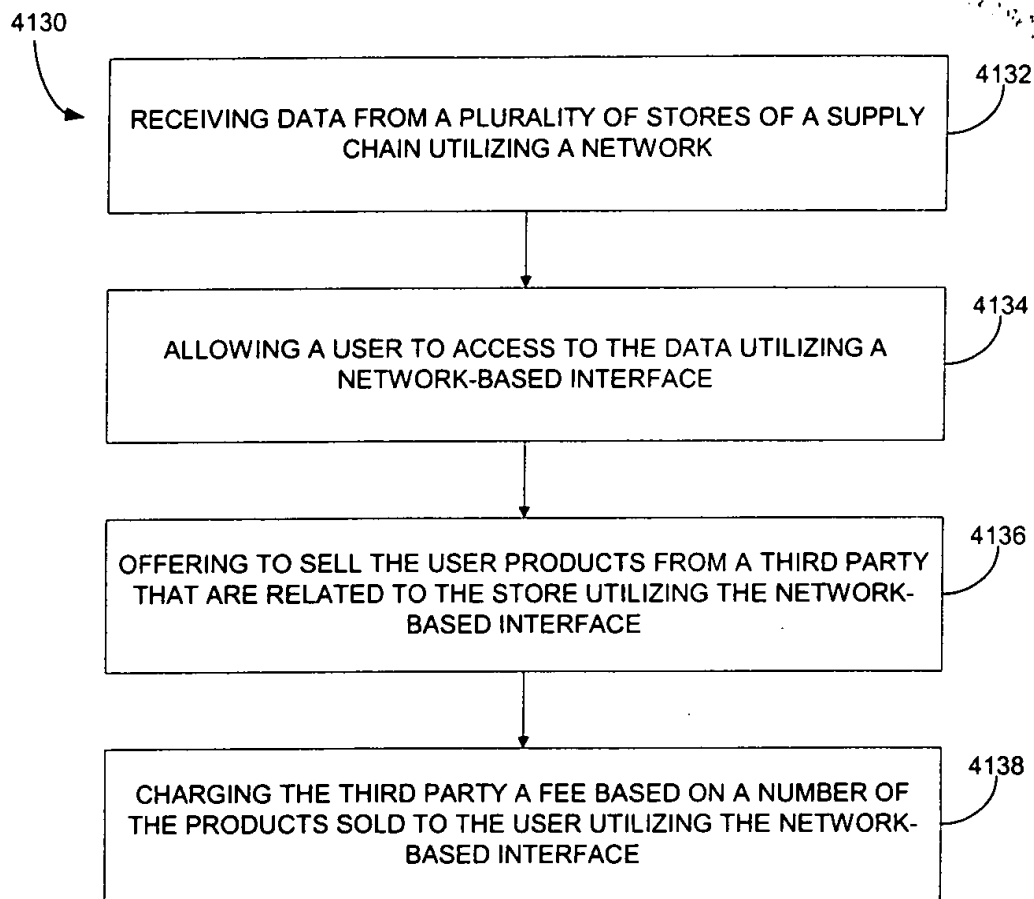 4130
4132
RECEIVING DATA FROM A PLURALITY OF STORES OF A SUPPLY
CHAIN UTILIZING A NETWORK
4134
ALLOWING A USER TO ACCESS TO THE DATA UTILIZING A
NETWORK-BASED INTERFACE
4136
OFFERING TO SELL THE USER PRODUCTS FROM A THIRD PARTY
THAT ARE RELATED TO THE STORE UTILIZING THE NETWORK-
BASED INTERFACE
4138
CHARGING THE THIRD PARTY A FEE BASED ON A NUMBER OF
THE PRODUCTS SOLD TO THE USER UTILIZING THE NETWORK-
BASED INTERFACE